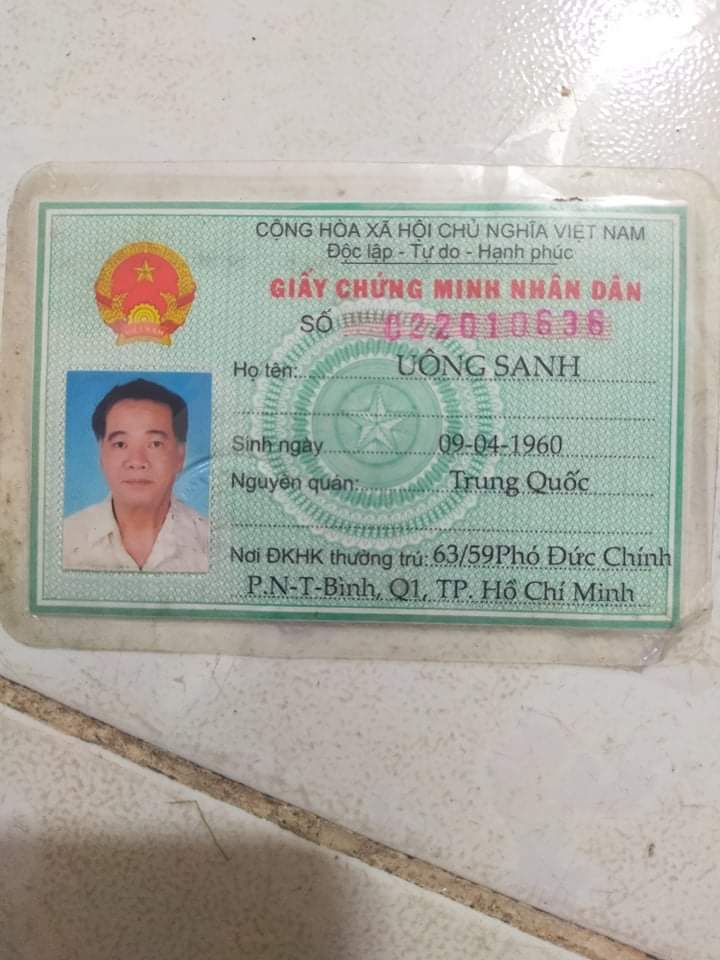 CỘNG HÒA XÃ HỘI CHỦ NGHĨA VIỆT NAM
Độc lập - Tự do - Hạnh phúc
GIẤY CHỨNG MINH NHÂN DÂN
SỐ 022010636
Họ tên: UÔNG SANH
Sinh ngày 09-04-1960
Nguyên quán: Trung Quốc
Nơi ĐKHK thường trú: 63/59Phó Đức Chính
P.N-T-Bình, Q1, TP. Hồ Chí Minh
VIỆT NAM